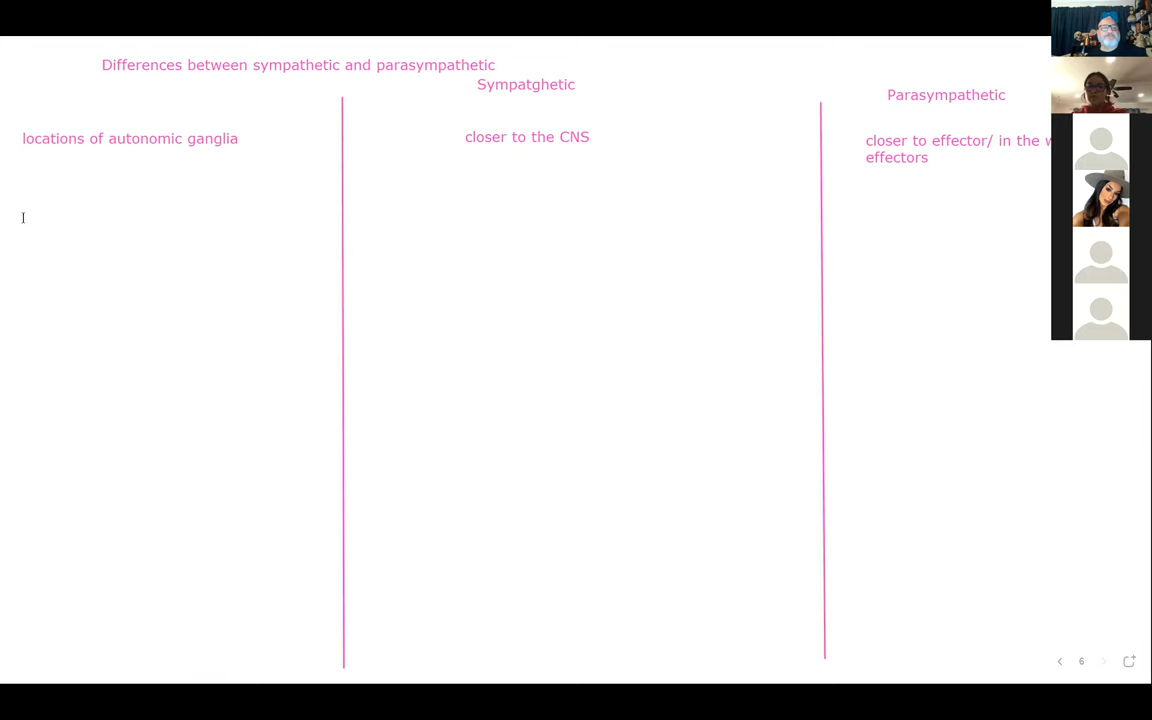 Differences between sympathetic and parasympathetic
Sympatghetic
Parasympathetic
locations of autonomic ganglia
closer to the CNS
closer to effector/ in the
effectors
6